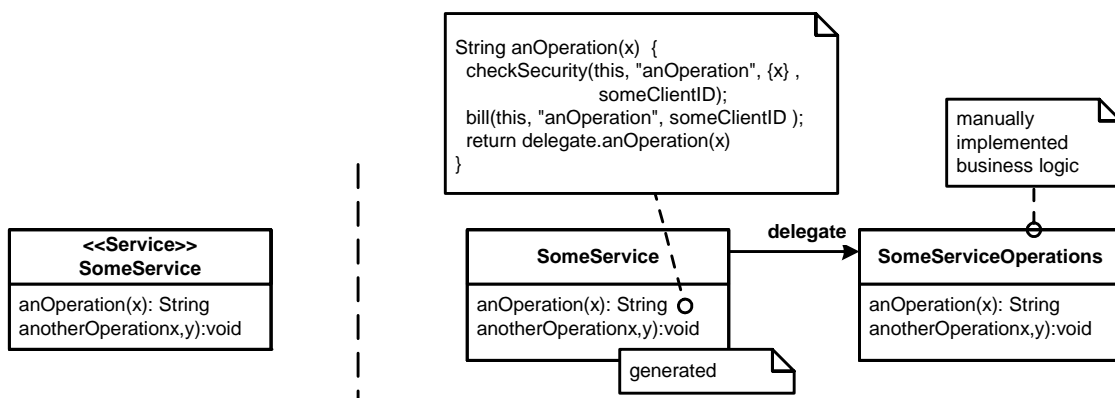 String anOperation(x) {
checkSecurity(this, "anOperation", {x} ,
someClientID);
bill(this, "anOperation", someClientID );
return delegate.anOperation(x)
}
manually
implemented
business logic
<<Service>>
SomeService
anOperation(x): String
anotherOperationx,y):void
SomeService
anOperation(x): String
anotherOperationx,y):void
generated
delegate
SomeServiceOperations
anOperation(x): String
anotherOperationx,y):void